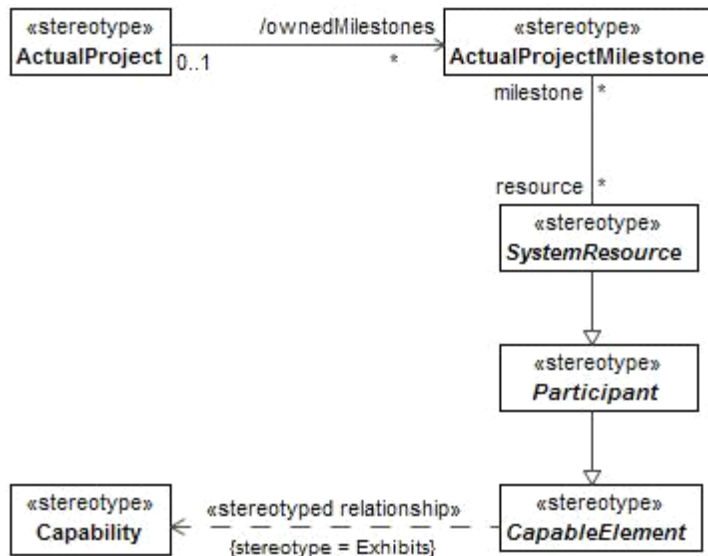 «stereotype»
ActualProject
/ownedMilestones
0..1
*
«stereotype»
ActualProjectMilestone
milestone
*
resource
*
«stereotype»
SystemResource
«stereotype»
Participant
«stereotype»
Capability
«stereotyped relationship»
{stereotype = Exhibits}
«stereotype»
CapableElement